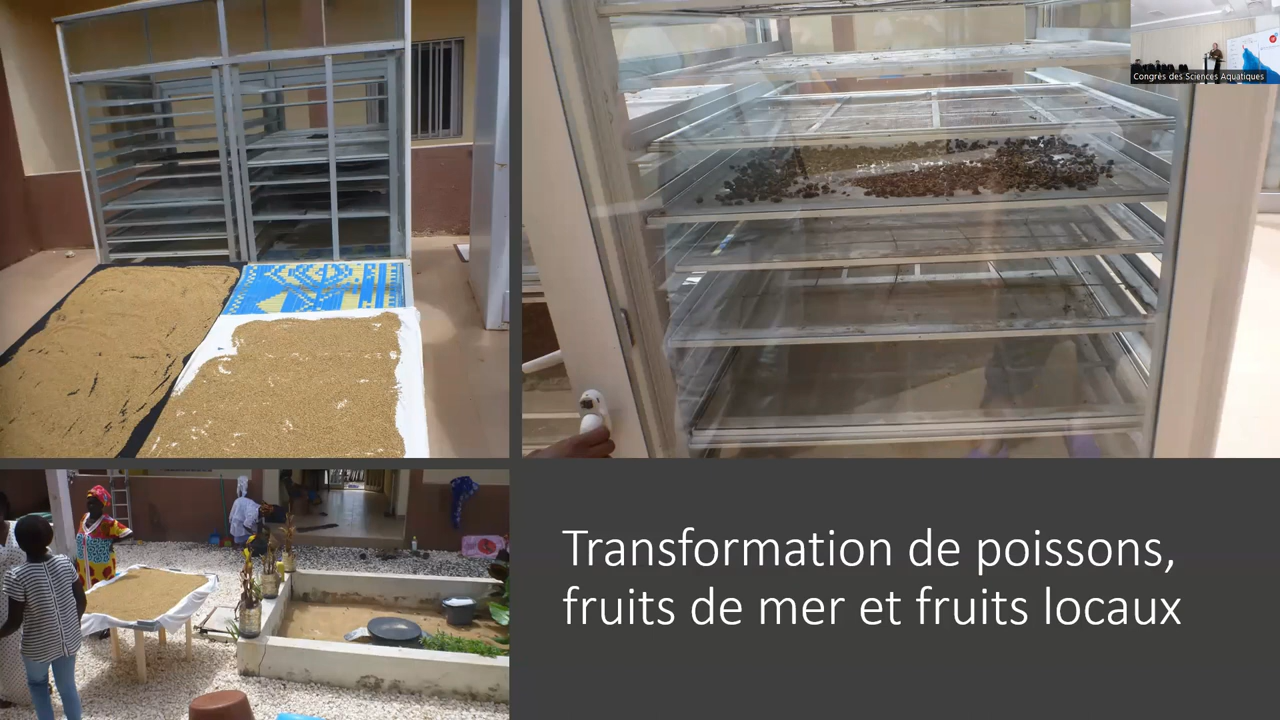 Congrès des Sciences Aquatiques
Transformation de poissons,
fruits de mer et fruits locaux